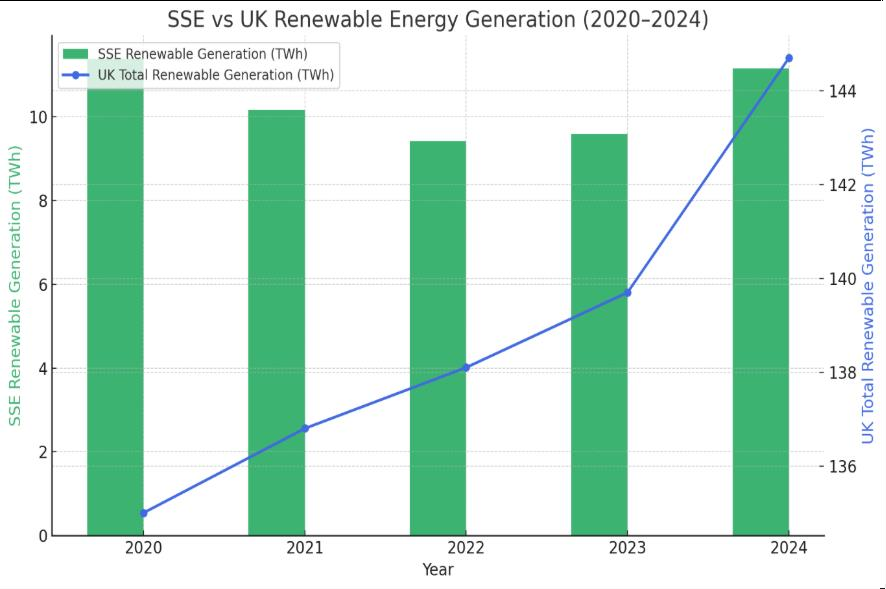 SSE vs UK Renewable Energy Generation (2020–2024)
SSE Renewable Generation (TWh)
UK Total Renewable Generation (TWh)
SSE Renewable Generation (TWh)
10
8
6
4
2
0
144
142
140
138
136
UK Total Renewable Generation (TWh)
2020 2021 2022 2023 2024
Year